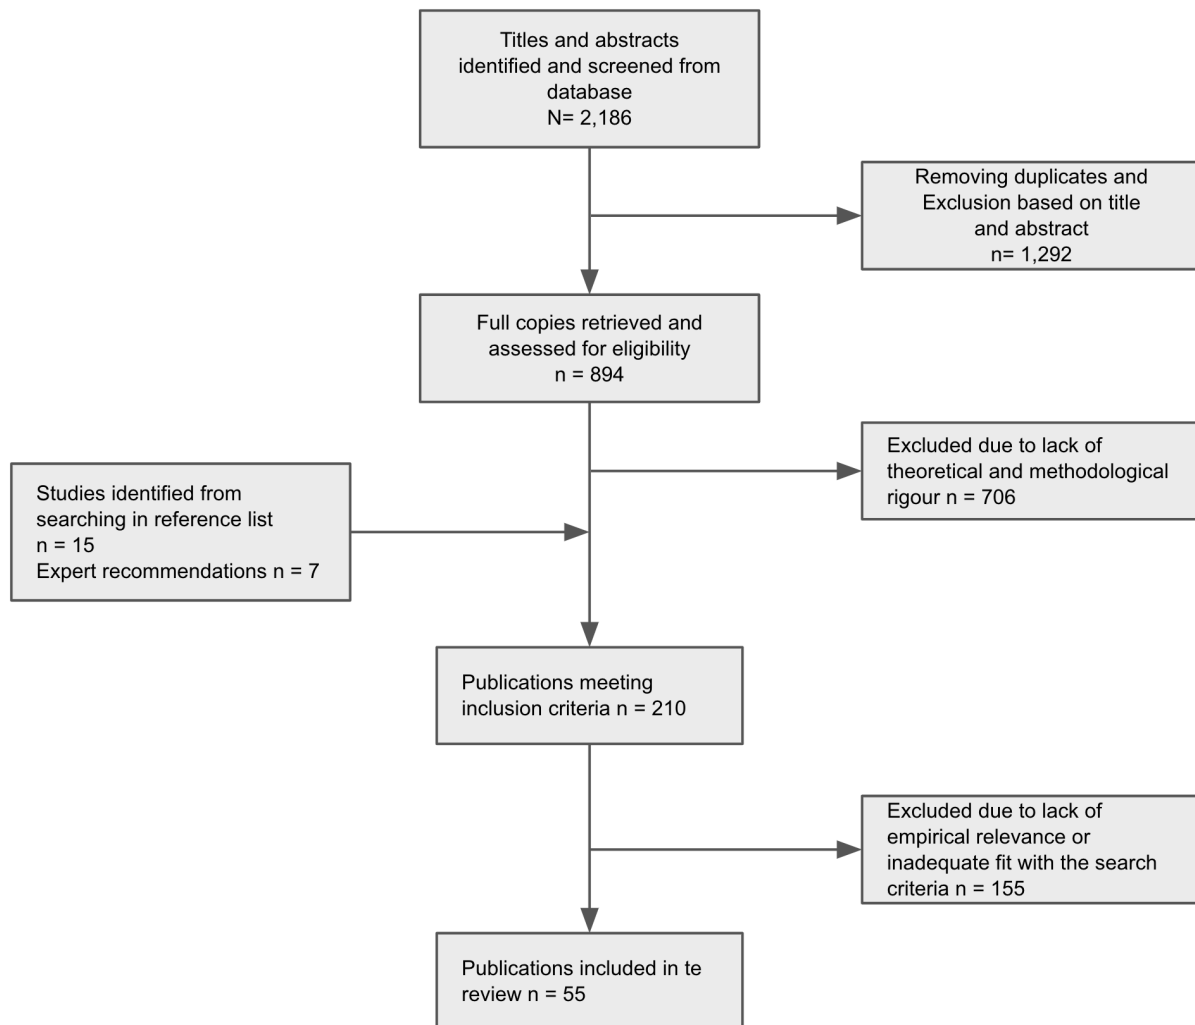 Titles and abstracts
identified and screened from
database
N= 2,186
Removing duplicates and
Exclusion based on title
and abstract
n= 1,292
Full copies retrieved and
assessed for eligibility
n = 894
Excluded due to lack of
theoretical and methodological
rigour n = 706
Studies identified from
searching in reference list
n = 15
Expert recommendations n = 7
Publications meeting
inclusion criteria n = 210
Excluded due to lack of
empirical relevance or
inadequate fit with the search
criteria n = 155
Publications included in te
review n = 55